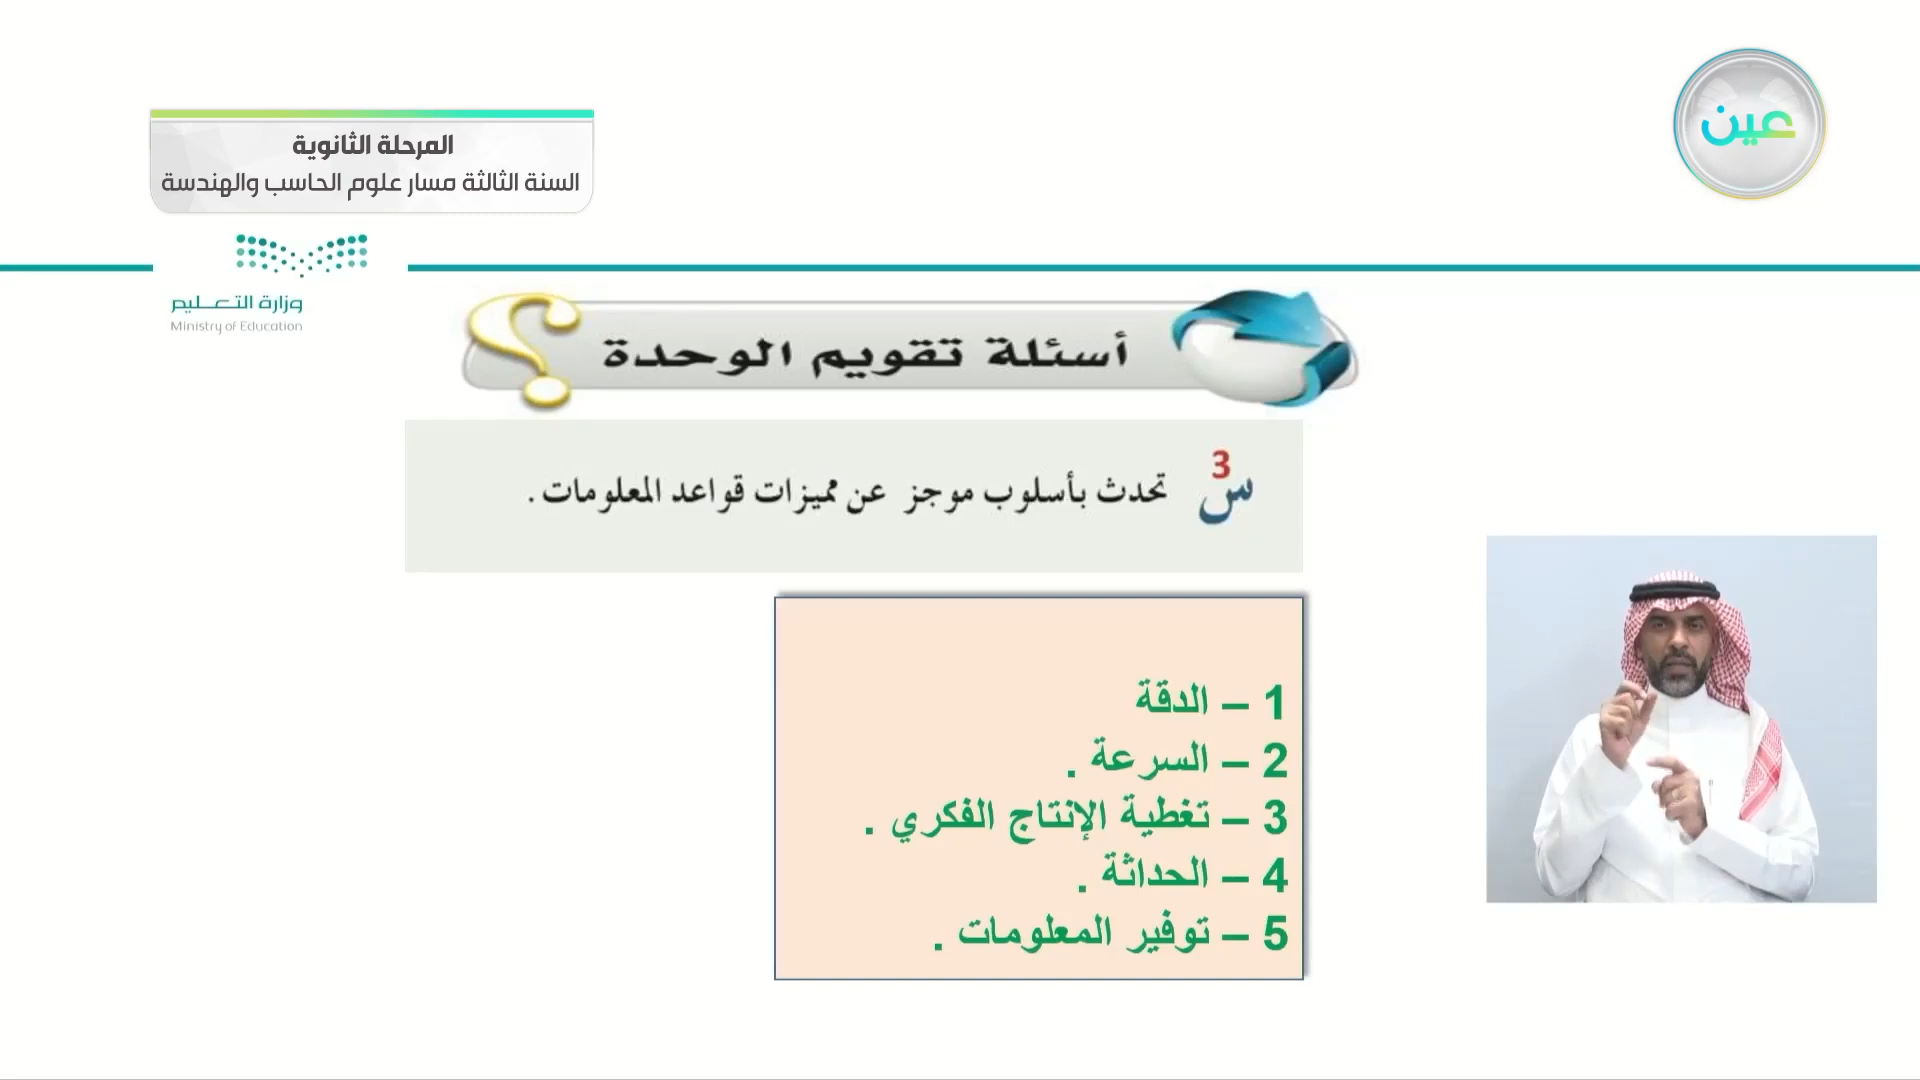 المرحلة الثانوية
السنة الثالثة مسار علوم الحاسب والهندسة
عين
وزارة التعـــليم
Ministry of Education
أسئلة تقويم الوحدة ؟
س3 تحدث بأسلوب موجز عن مميزات قواعد المعلومات .
1 – الدقة
2 – السرعة .
3 – تغطية الإنتاج الفكري .
4 – الحداثة .
5 – توفير المعلومات .